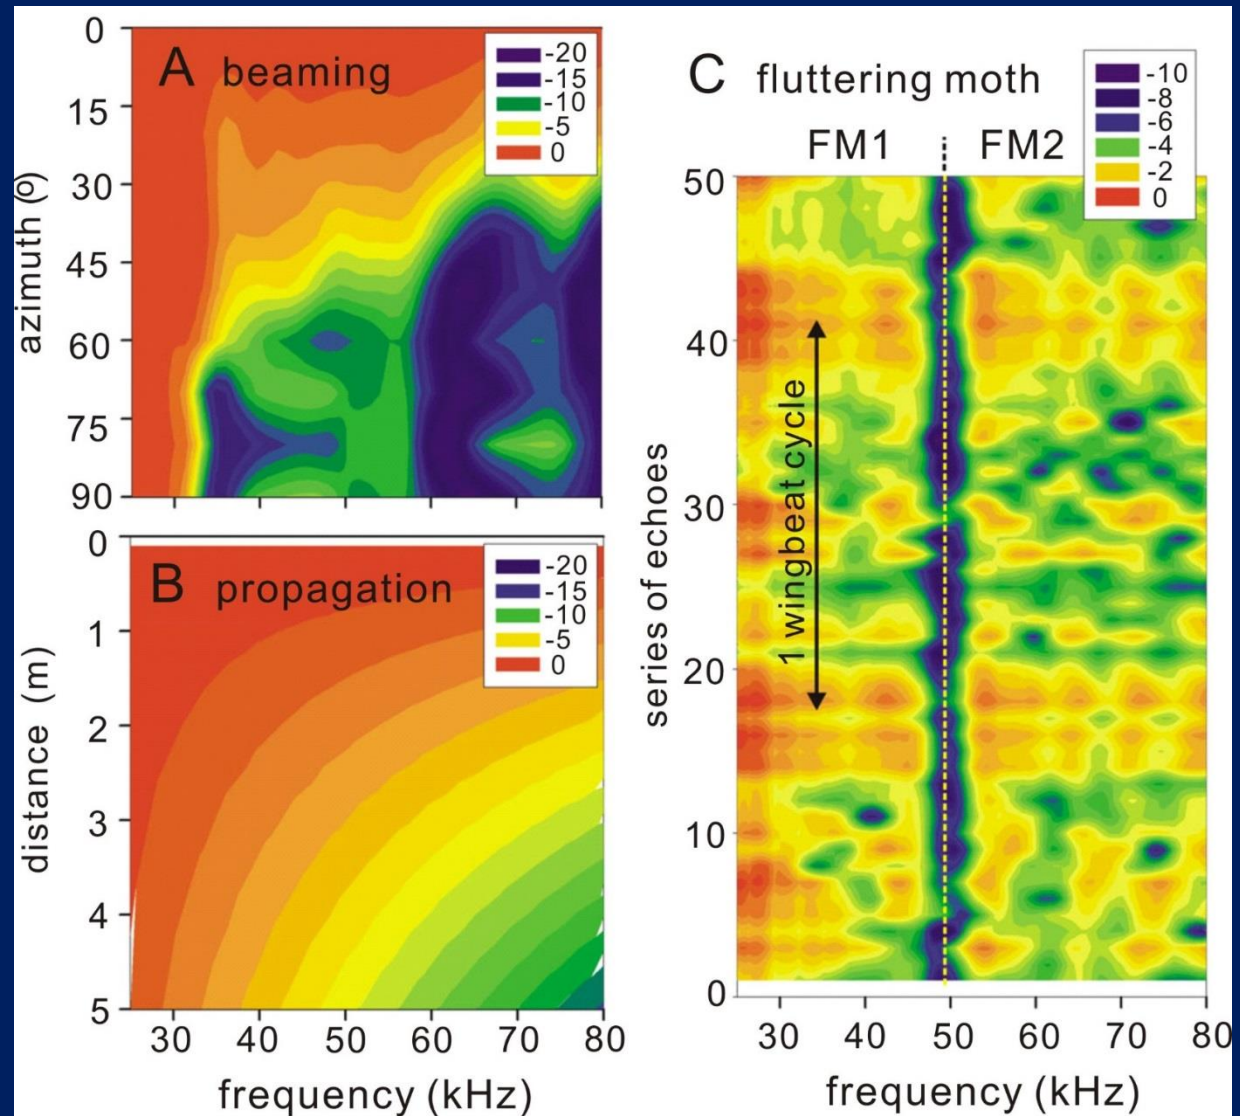 A beaming
-20
-15
-10
-5
0
0
15
30
45
60
75
90
azimuth (º)
B propagation
-20
-15
-10
-5
0
0
1
2
3
4
5
distance (m)
30 40 50 60 70 80
frequency (kHz)
C fluttering moth
-10
-8
-6
-4
-2
0
FM1 FM2
50
40
30
20
10
0
series of echoes
1 wingbeat cycle
30 40 50 60 70 80
frequency (kHz)